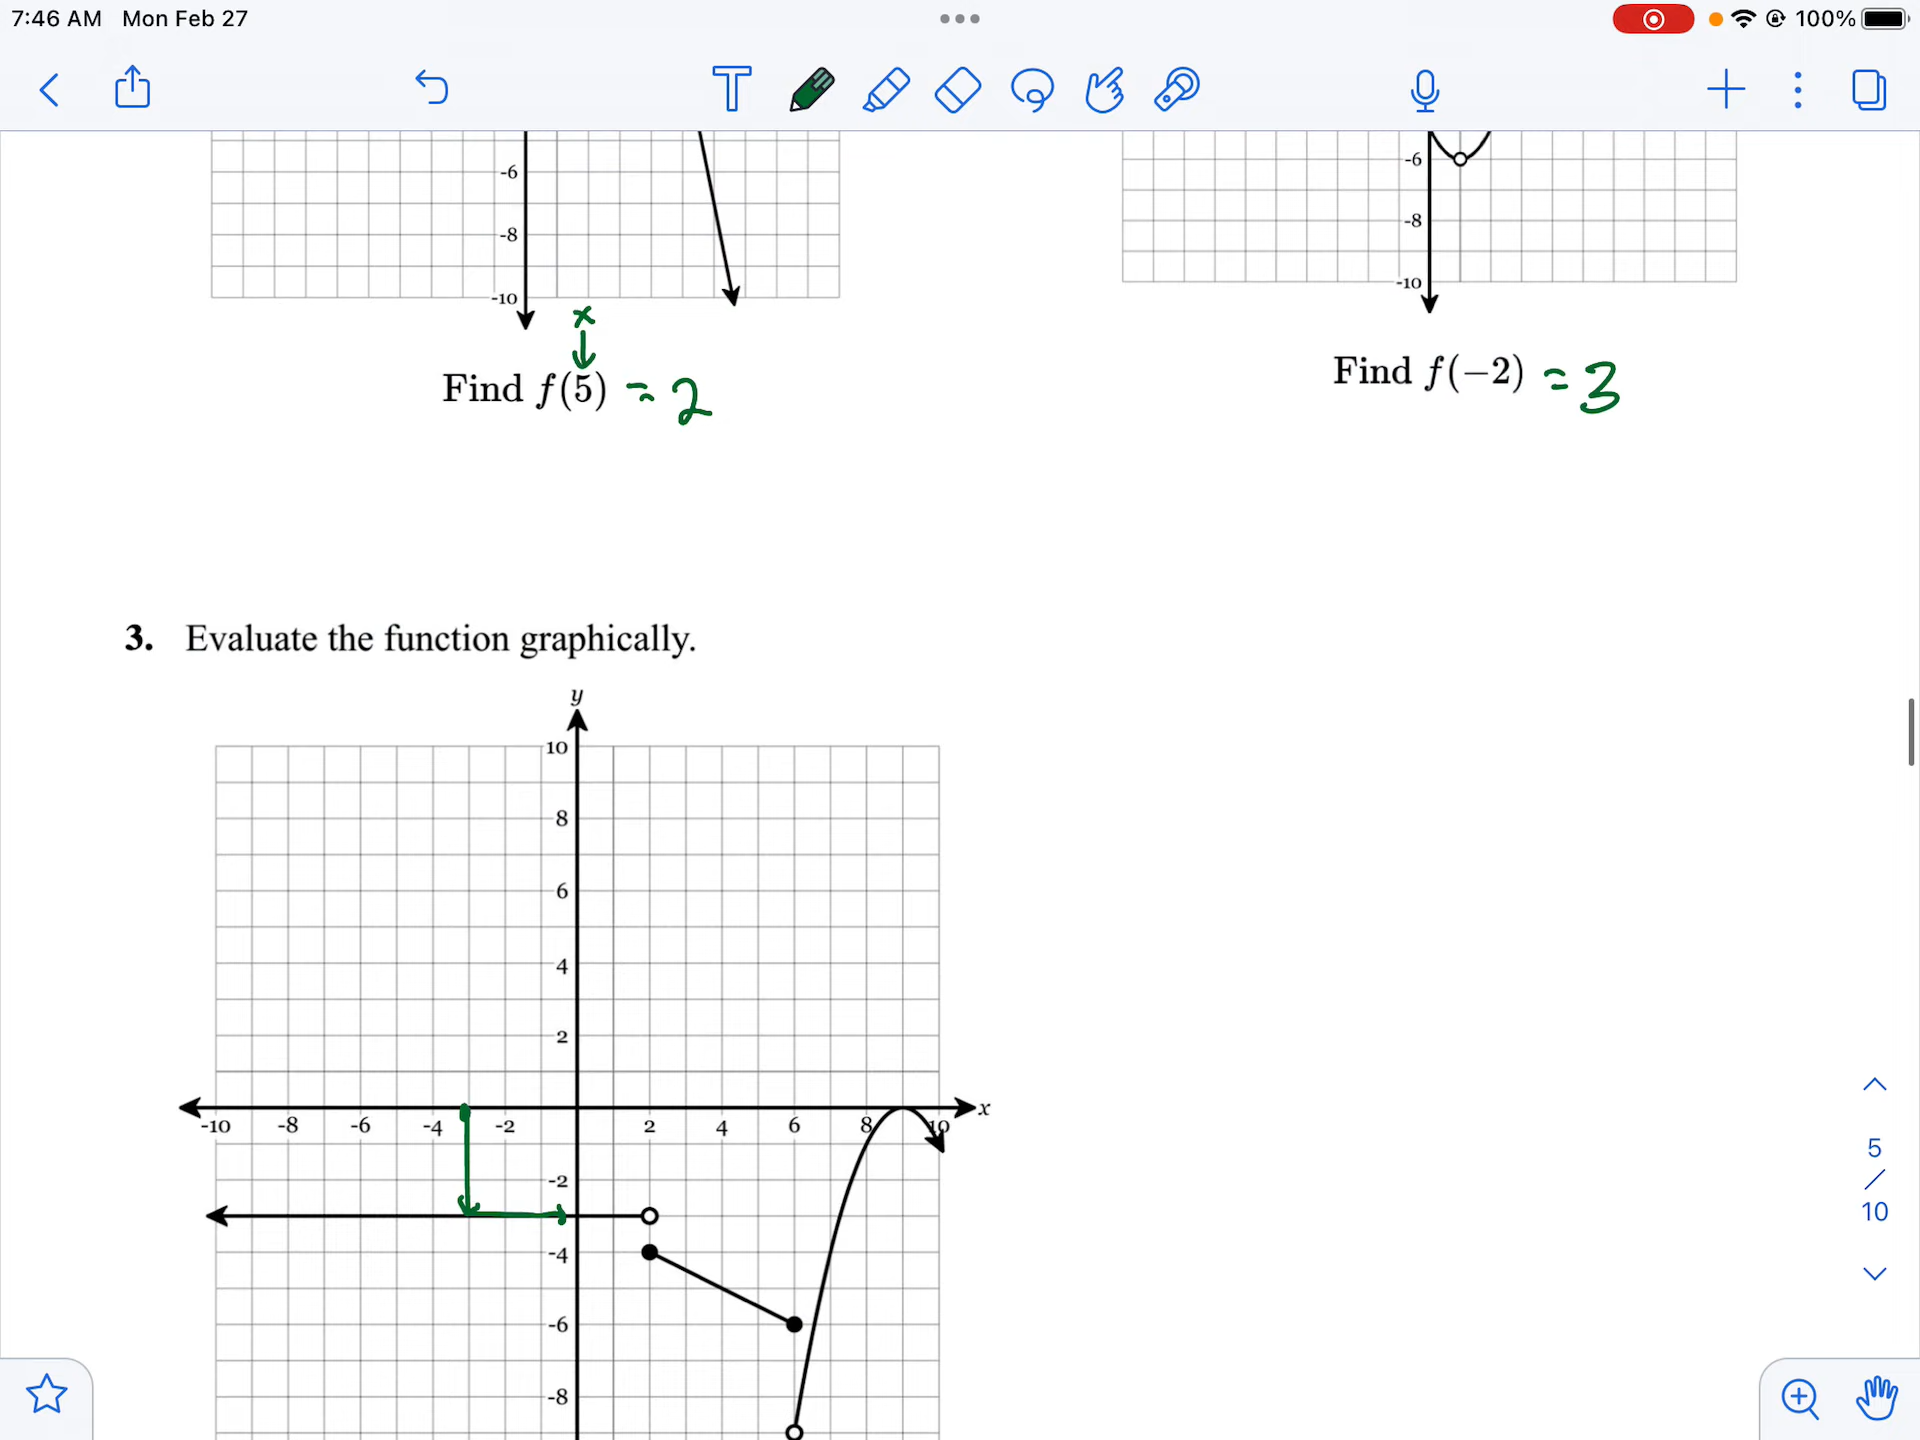 7:46 AM Mon Feb 27
100%
T
-6
-8
-10
x
Find f(5) = 2
-6
-8
-10
Find f(−2) = 3
3. Evaluate the function graphically.
y
10
8
6
4
2
-10 -8 -6 -4 -2 2 4 6 8 10 x
-2
-4
-6
-8
5
/
10